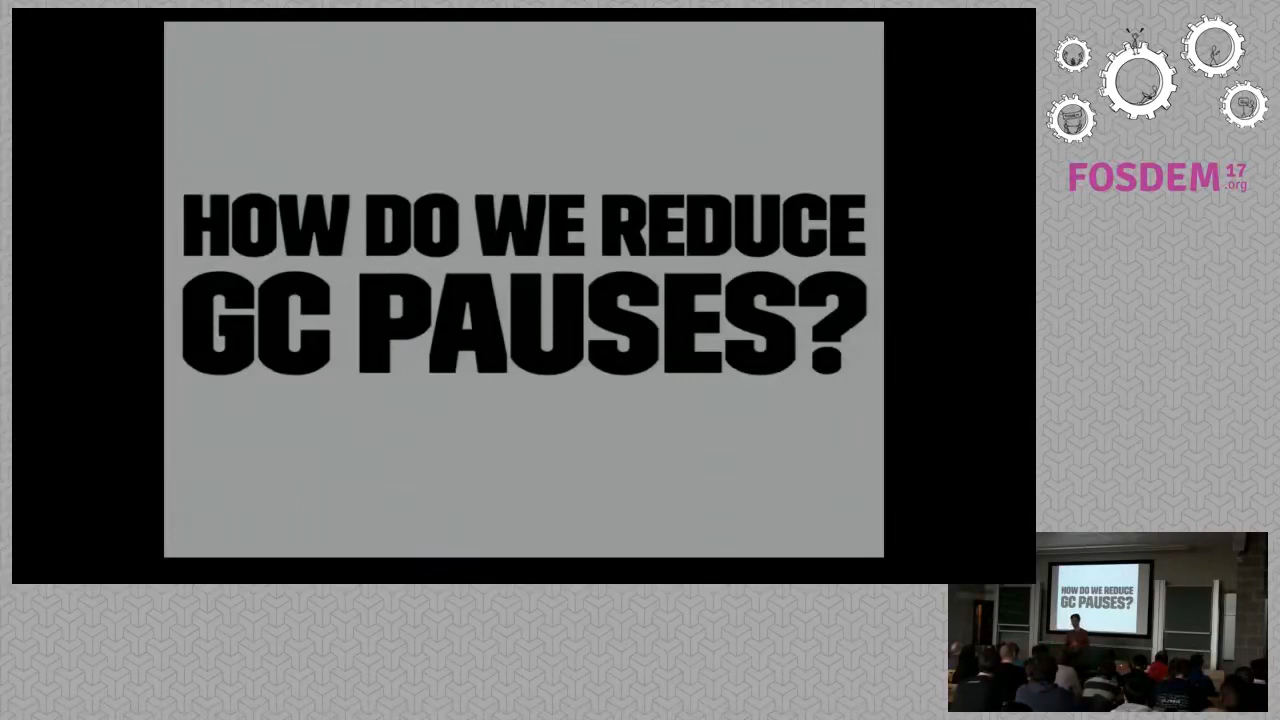 HOW DO WE REDUCE
GC PAUSES?
FOSDEM 17
.org
HOW DO WE REDUCE
GC PAUSES?